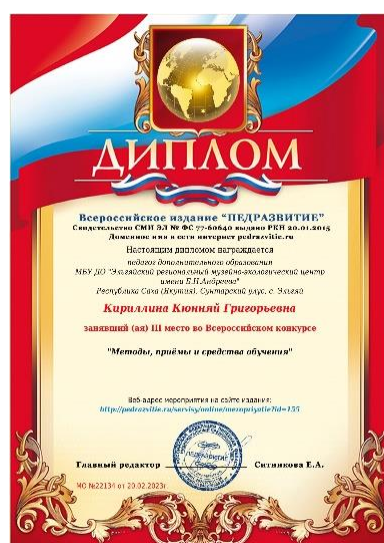 ДИПЛОМ
Всероссийское издание "ПЕДРАЗВИТИЕ"
Свидетельство СМИ ЭЛ № ФС 77-60640 выдано РКН 20.01.2015
Доменное имя в сети интернет pedrazvitie.ru
Настоящим дипломом награждается
педагог дополнительного образования
МБУ ДО "Эльгяйский региональный музейно-экологический центр
имени Б.Н.Андреева"
Республика Саха (Якутия), Сунтарский улус, с. Эльгяй
Кириллина Кюнняй Григорьевна
занявший (ая) III место во Всероссийском конкурсе
"Методы, приёмы и средства обучения"
Веб-адрес мероприятия на сайте издания:
http://pedrazvitie.ru/servisy/online/meropriyatie?id=155
ПЕДРАЗВИТИЕ
Главный редактор Ситникова Е.А.
МО №22134 от 20.02.2023г.